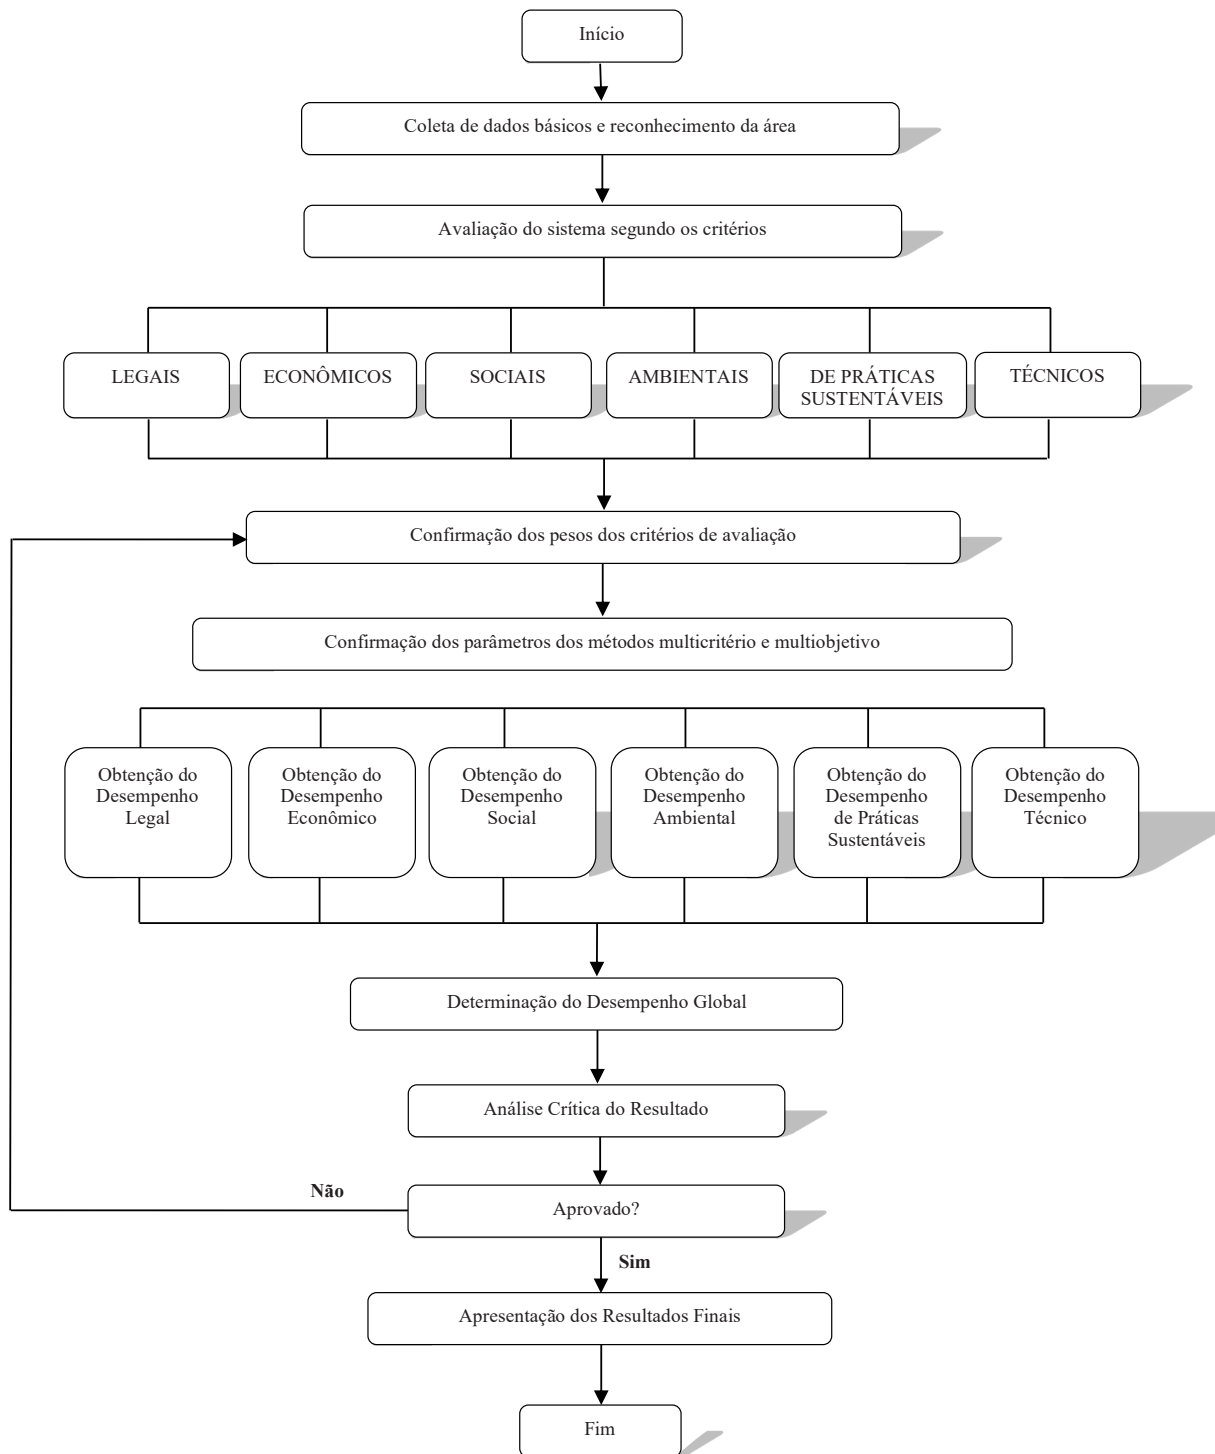 Início
Coleta de dados básicos e reconhecimento da área
Avaliação do sistema segundo os critérios
LEGAIS
ECONÔMICOS
SOCIAIS
AMBIENTAIS
DE PRÁTICAS
SUSTENTÁVEIS
TÉCNICOS
Confirmação dos pesos dos critérios de avaliação
Confirmação dos parâmetros dos métodos multicritério e multiobjetivo
Obtenção do
Desempenho
Legal
Obtenção do
Desempenho
Econômico
Obtenção do
Desempenho
Social
Obtenção do
Desempenho
Ambiental
Obtenção do
Desempenho
de Práticas
Sustentáveis
Obtenção do
Desempenho
Técnico
Determinação do Desempenho Global
Análise Crítica do Resultado
Não
Aprovado?
Sim
Apresentação dos Resultados Finais
Fim